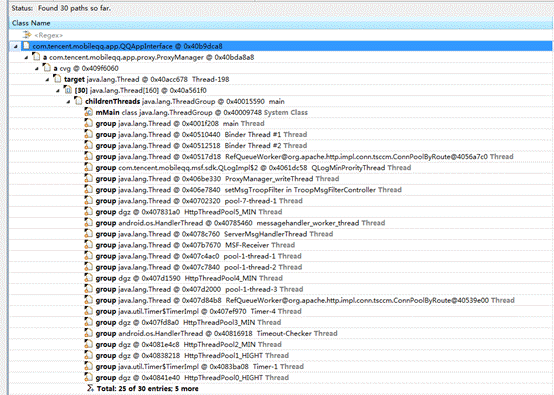 Status: Found 30 paths so far.
Class Name
<Regex>
com.tencent.mobileqq.app.QQAppInterface @ 0x40b9dca8
a com.tencent.mobileqq.app.proxy.ProxyManager @ 0x40bda8a8
a cvg @ 0x409f6060
target java.lang.Thread @ 0x40acc678 Thread-198
[30] java.lang.Thread[160] @ 0x40a561f0
childrenThreads java.lang.ThreadGroup @ 0x40015590 main
mMain class java.lang.ThreadGroup @ 0x40009748 System Class
group java.lang.Thread @ 0x4001f208 main Thread
group java.lang.Thread @ 0x40510440 Binder Thread #1 Thread
group java.lang.Thread @ 0x40512518 Binder Thread #2 Thread
group java.lang.Thread @ 0x40517d18 RefQueueWorker@org.apache.http.impl.conn.tsccm.ConnPoolByRoute@4056a7c0 Thread
group com.tencent.mobileqq.msf.sdk.QLogImpl$2 @ 0x4061dc58 QLogMinProrityThread Thread
group java.lang.Thread @ 0x406be330 ProxyManager_writeThread Thread
group java.lang.Thread @ 0x406e7840 setMsgTroopFilter in TroopMsgFilterController Thread
group java.lang.Thread @ 0x40702320 pool-7-thread-1 Thread
group dgz @ 0x407831a0 HttpThreadPool5_MIN Thread
group android.os.HandlerThread @ 0x40785460 messagehandler_worker_thread Thread
group java.lang.Thread @ 0x4078c760 ServerMsgHandlerThread Thread
group java.lang.Thread @ 0x407b7670 MSF-Receiver Thread
group java.lang.Thread @ 0x407c4ac0 pool-1-thread-1 Thread
group java.lang.Thread @ 0x407c7840 pool-1-thread-2 Thread
group dgz @ 0x407d1590 HttpThreadPool4_MIN Thread
group java.lang.Thread @ 0x407d2000 pool-1-thread-3 Thread
group java.lang.Thread @ 0x407d84b8 RefQueueWorker@org.apache.http.impl.conn.tsccm.ConnPoolByRoute@40539e00 Thread
group java.util.Timer$TimerImpl @ 0x407ef970 Timer-4 Thread
group dgz @ 0x407fd8a0 HttpThreadPool3_MIN Thread
group android.os.HandlerThread @ 0x40816918 Timeout-Checker Thread
group dgz @ 0x4081e4c8 HttpThreadPool2_MIN Thread
group dgz @ 0x40838218 HttpThreadPool1_HIGHT Thread
group java.util.Timer$TimerImpl @ 0x4083ba08 Timer-1 Thread
group dgz @ 0x40841e40 HttpThreadPool0_HIGHT Thread
Total: 25 of 30 entries; 5 more